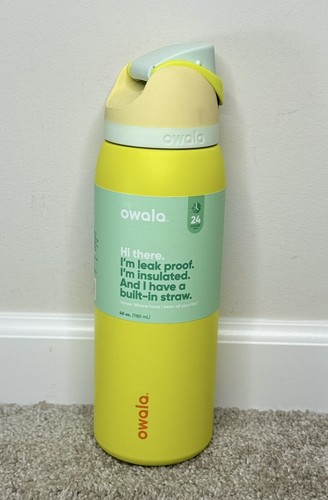 owala
owala
24
Hi there.
I'm leak proof.
I'm insulated.
And I have a
built-in straw.
owala